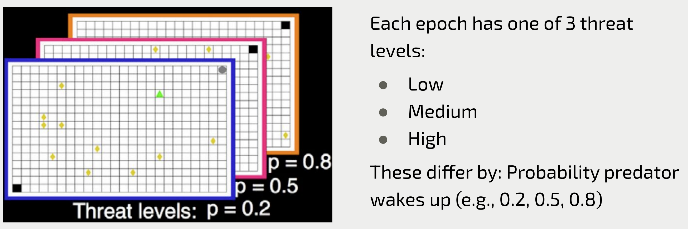 p = 0.8
p = 0.5
Threat levels: p = 0.2
Each epoch has one of 3 threat
levels:
● Low
● Medium
● High
These differ by: Probability predator
wakes up (e.g., 0.2, 0.5, 0.8)